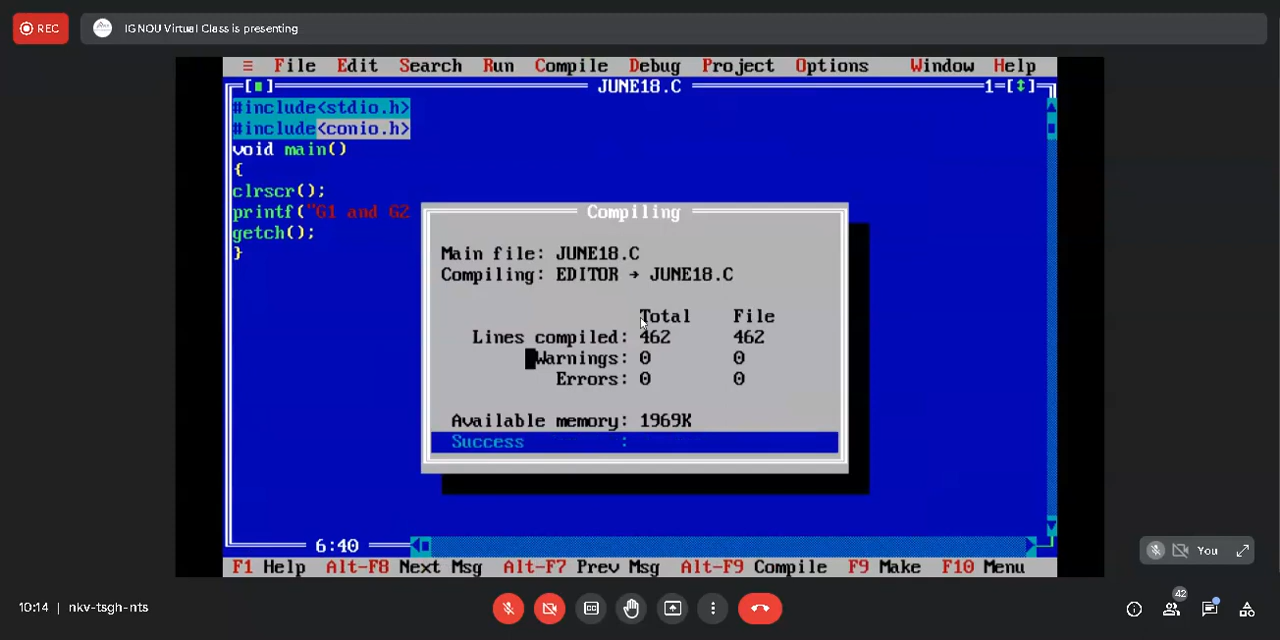 REC
IGNOU Virtual Class is presenting
≡ File Edit Search Run Compile Debug Project Options Window Help
[■] JUNE18.C 1=[↕]
#include<stdio.h>
#include<conio.h>
void main()
{
clrscr();
printf("G1 and G2
getch();
}
Compiling
Main file: JUNE18.C
Compiling: EDITOR → JUNE18.C
Total File
Lines compiled: 462 462
Warnings: 0 0
Errors: 0 0
Available memory: 1969K
Success :
6:40
F1 Help Alt-F8 Next Msg Alt-F7 Prev Msg Alt-F9 Compile F9 Make F10 Menu
You
10:14 | nkv-tsgh-nts
42